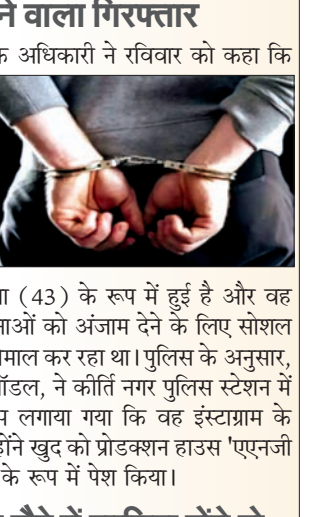 ने वाला गिरफ्तार
क अधिकारी ने रविवार को कहा कि
ा (43) के रूप में हुई है और वह
नाओं को अंजाम देने के लिए सोशल
तेमाल कर रहा था। पुलिस के अनुसार,
मॉडल, ने कीर्ति नगर पुलिस स्टेशन में
लगाया गया कि वह इंस्टाग्राम के
होंने खुद को प्रोडक्शन हाउस 'एएनजी
के रूप में पेश किया।